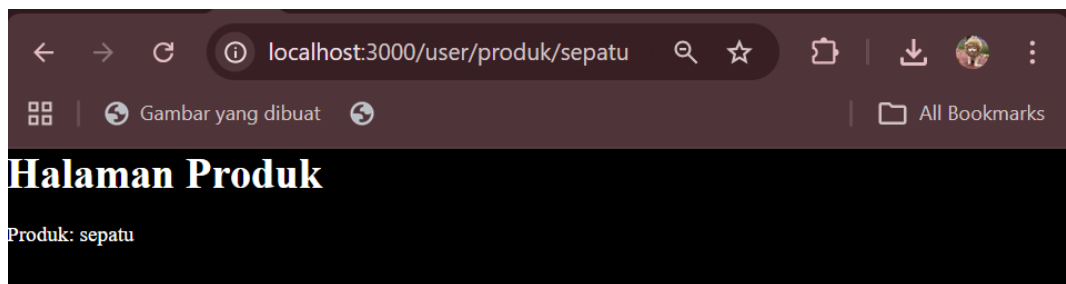 localhost:3000/user/produk/sepatu
Gambar yang dibuat
All Bookmarks
Halaman Produk
Produk: sepatu